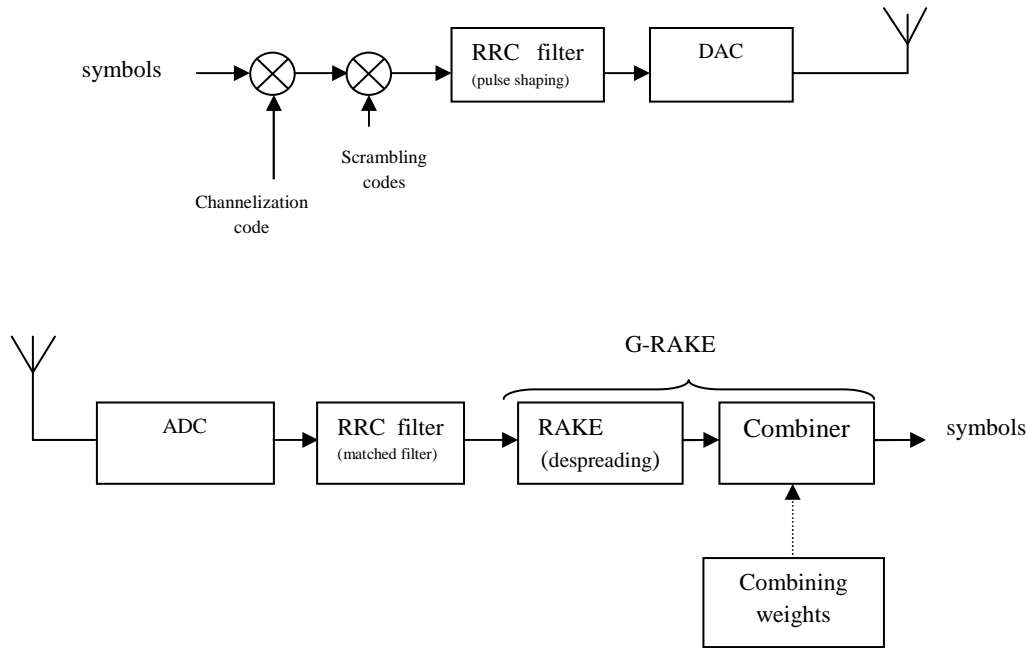 symbols
RRC filter
(pulse shaping)
DAC
Scrambling
codes
Channelization
code
G-RAKE
ADC
RRC filter
(matched filter)
RAKE
(despreading)
Combiner
symbols
Combining
weights